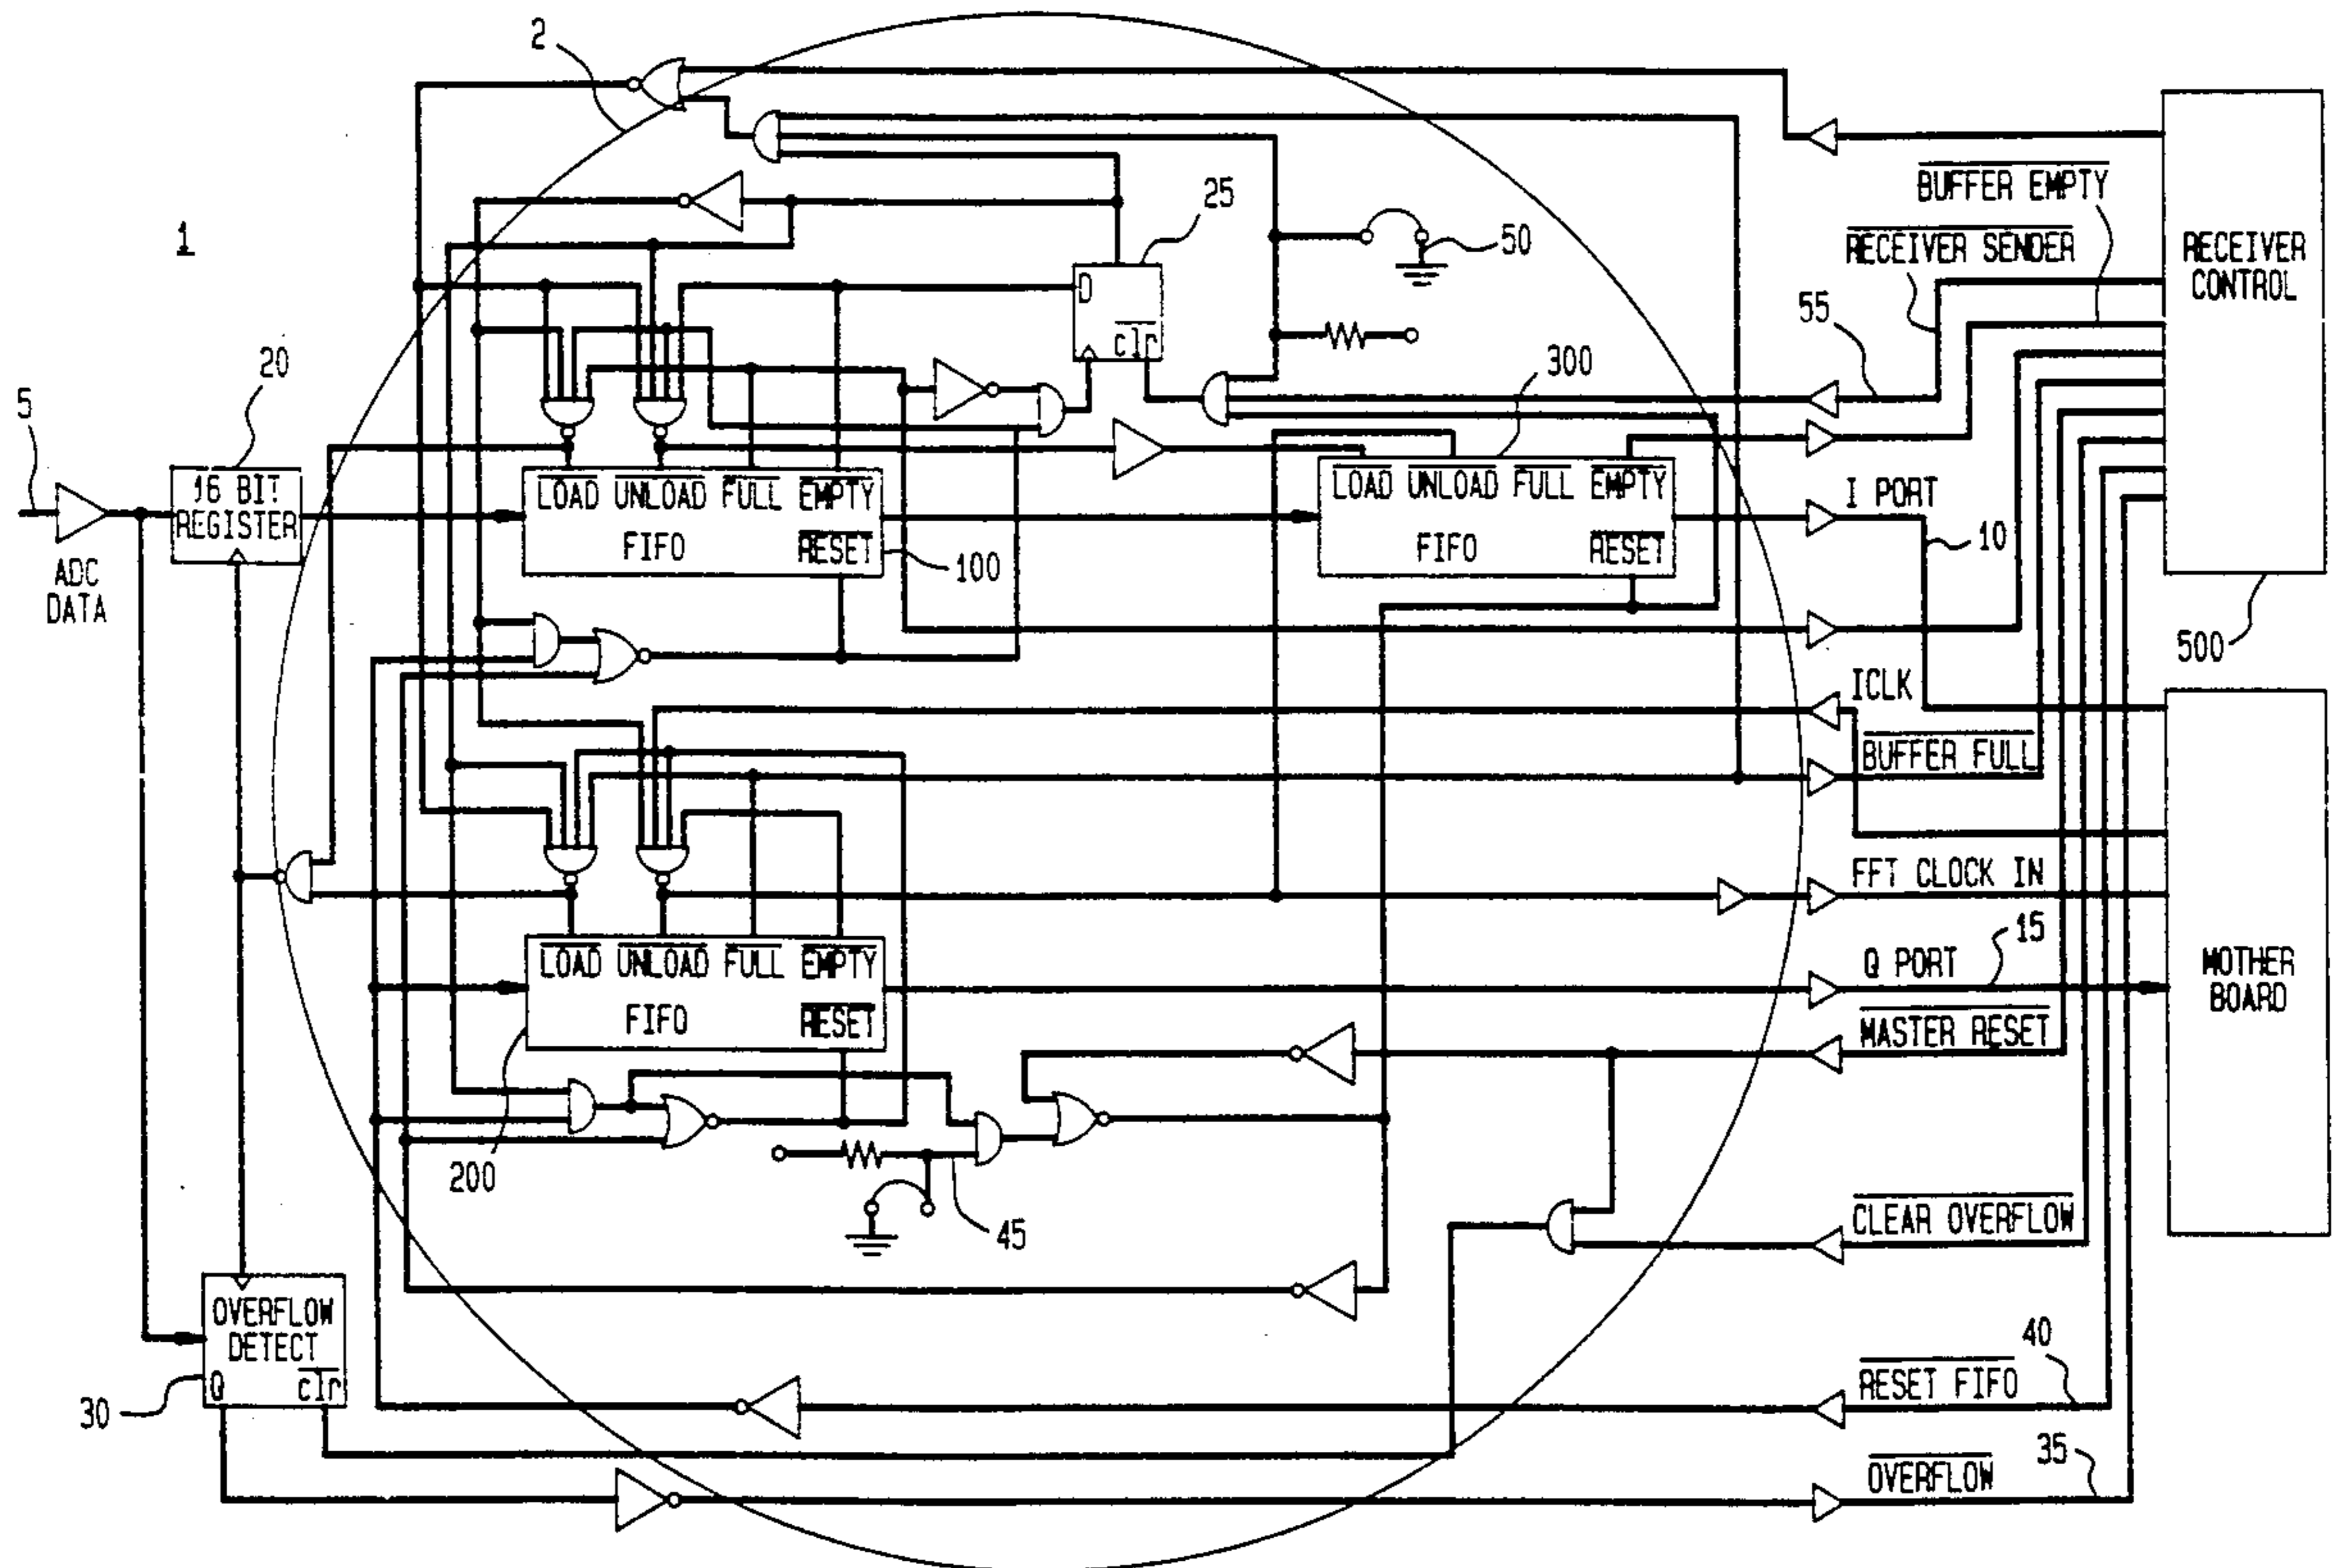 2
1
25
50
BUFFER EMPTY
RECEIVER SENDER
RECEIVER
CONTROL
55
300
D
clr
20
5
16 BIT
REGISTER
ADC
DATA
LOAD UNLOAD FULL EMPTY
FIFO RESET
100
LOAD UNLOAD FULL EMPTY
FIFO RESET
I PORT
10
500
ICLK
BUFFER FULL
FFT CLOCK IN
Q PORT
15
MOTHER
BOARD
LOAD UNLOAD FULL EMPTY
FIFO RESET
200
MASTER RESET
45
CLEAR OVERFLOW
OVERFLOW
DETECT
Q clr
30
RESET FIFO
40
OVERFLOW
35